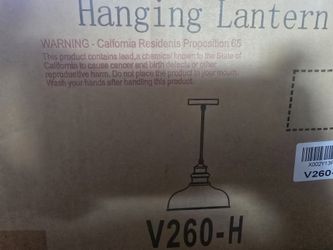 Hanging Lantern
WARNING - California Residents Proposition 65
This product contains lead,a chemical known to the State of
California to cause cancer and birth defects or other
reproductive harm. Do not place the product in your mouth.
Wash your hands after handling this product.
V260-
V260-H